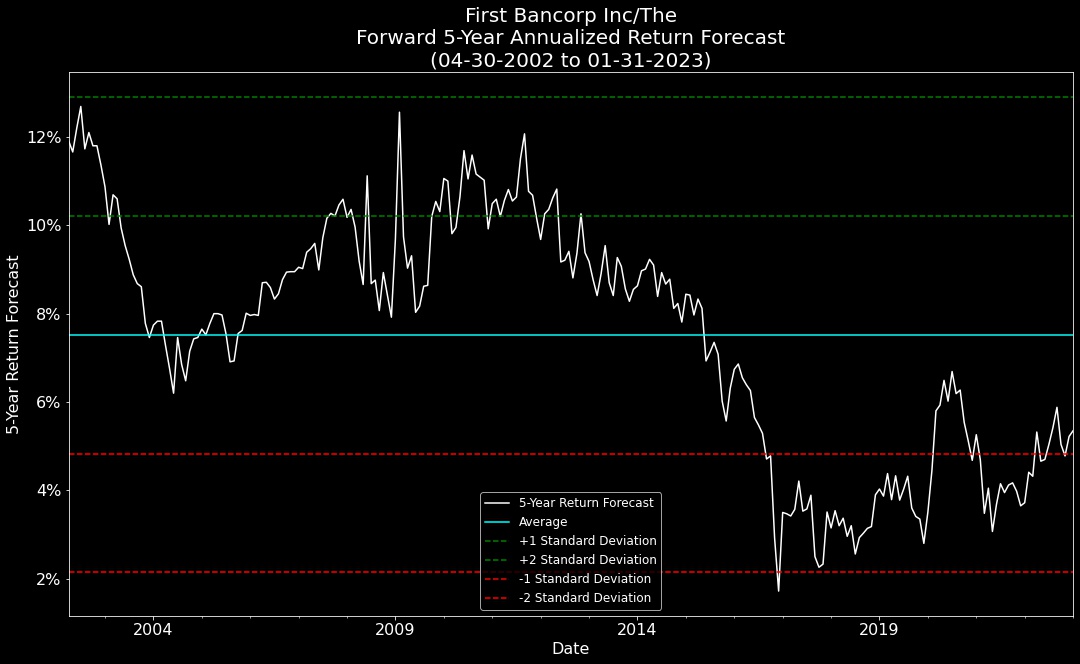 First Bancorp Inc/The
Forward 5-Year Annualized Return Forecast
(04-30-2002 to 01-31-2023)
5-Year Return Forecast
12%
10%
8%
6%
4%
2%
5-Year Return Forecast
Average
+1 Standard Deviation
+2 Standard Deviation
-1 Standard Deviation
-2 Standard Deviation
2004
2009
2014
2019
Date